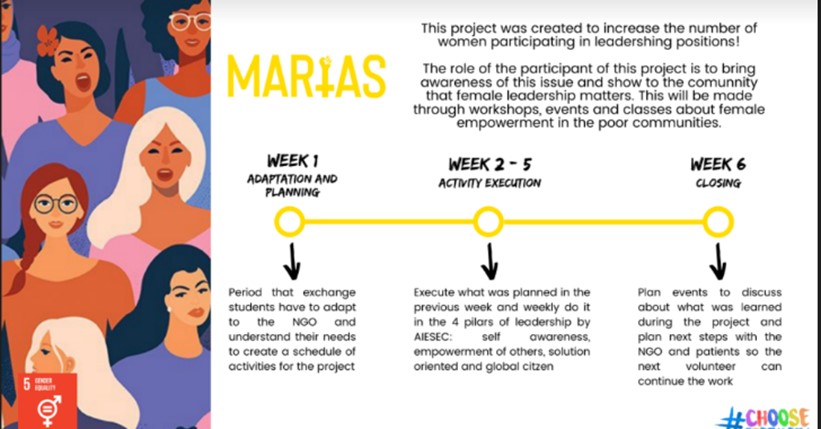 This project was created to increase the number of
women participating in leadershing positions!
MARIAS
The role of the participant of this project is to bring
awareness of this issue and show to the comunnity
that female leadership matters. This will be made
through workshops, events and classes about female
empowerment in the poor communities.
WEEK 1
ADAPTATION AND
PLANNING
WEEK 2 - 5
ACTIVITY EXECUTION
WEEK 6
CLOSING
Period that exchange
students have to adapt
to the NGO and
understand their needs
to create a schedule of
activities for the project
Execute what was planned in the
previous week and weekly do it
in the 4 pilars of leadership by
AIESEC: self awareness,
empowerment of others, solution
oriented and global citzen
Plan events to discuss
about what was learned
during the project and
plan next steps with the
NGO and patients so the
next volunteer can
continue the work
5 GENDER
EQUALITY
#CHOOSE